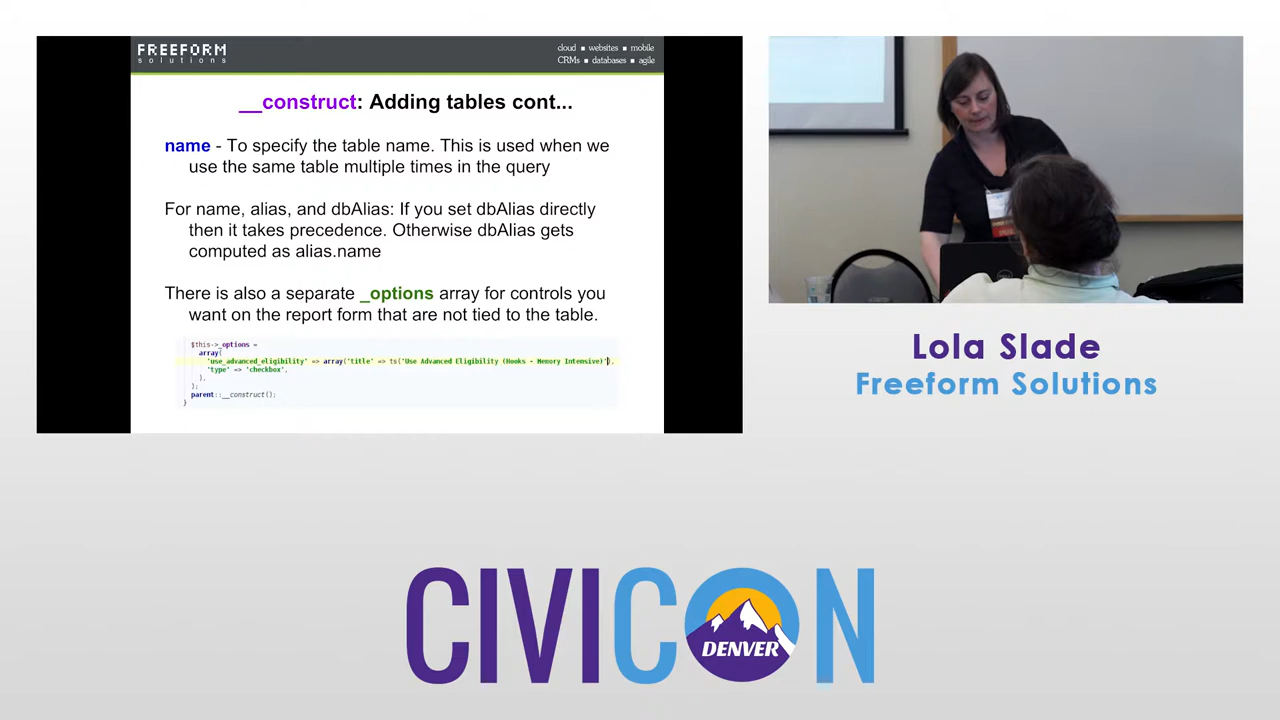 FREEFORM
solutions
cloud ■ websites ■ mobile
CRMs ■ databases ■ agile
__construct: Adding tables cont...
name - To specify the table name. This is used when we
use the same table multiple times in the query
For name, alias, and dbAlias: If you set dbAlias directly
then it takes precedence. Otherwise dbAlias gets
computed as alias.name
There is also a separate _options array for controls you
want on the report form that are not tied to the table.
$this->_options =
array(
'use_advanced_eligibility' => array('title' => ts('Use Advanced Eligibility (Hooks - Memory Intensive)'),
'type' => 'checkbox',
),
);
parent::__construct();
}
Lola Slade
Freeform Solutions
CIVICON
DENVER